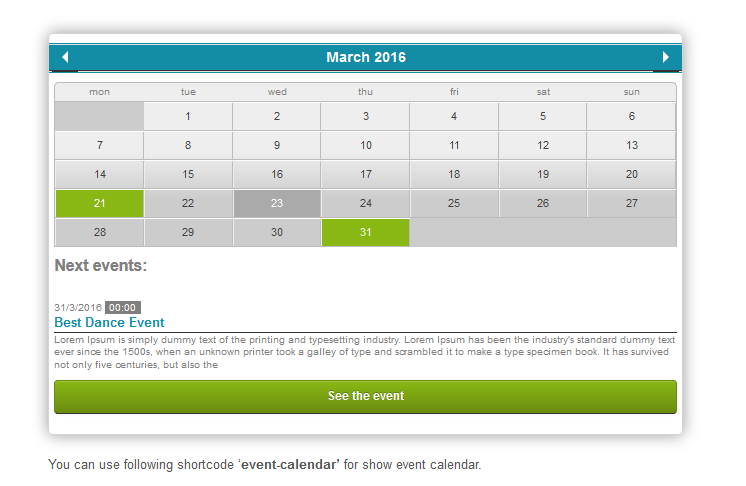 March 2016
mon tue wed thu fri sat sun
1 2 3 4 5 6
7 8 9 10 11 12 13
14 15 16 17 18 19 20
21 22 23 24 25 26 27
28 29 30 31
Next events:
31/3/2016 00:00
Best Dance Event
Lorem Ipsum is simply dummy text of the printing and typesetting industry. Lorem Ipsum has been the industry's standard dummy text
ever since the 1500s, when an unknown printer took a galley of type and scrambled it to make a type specimen book. It has survived
not only five centuries, but also the
See the event
You can use following shortcode ‘event-calendar’ for show event calendar.